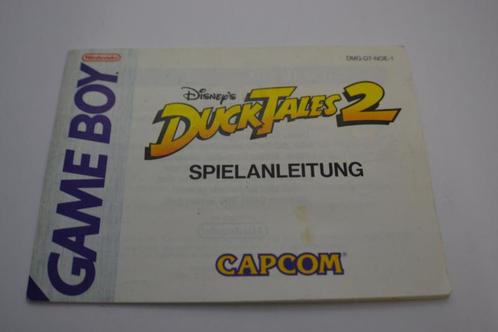 Nintendo
GAME BOY
DMG-D7-NOE-1
Disney's
DUCKTALES 2
SPIELANLEITUNG
CAPCOM